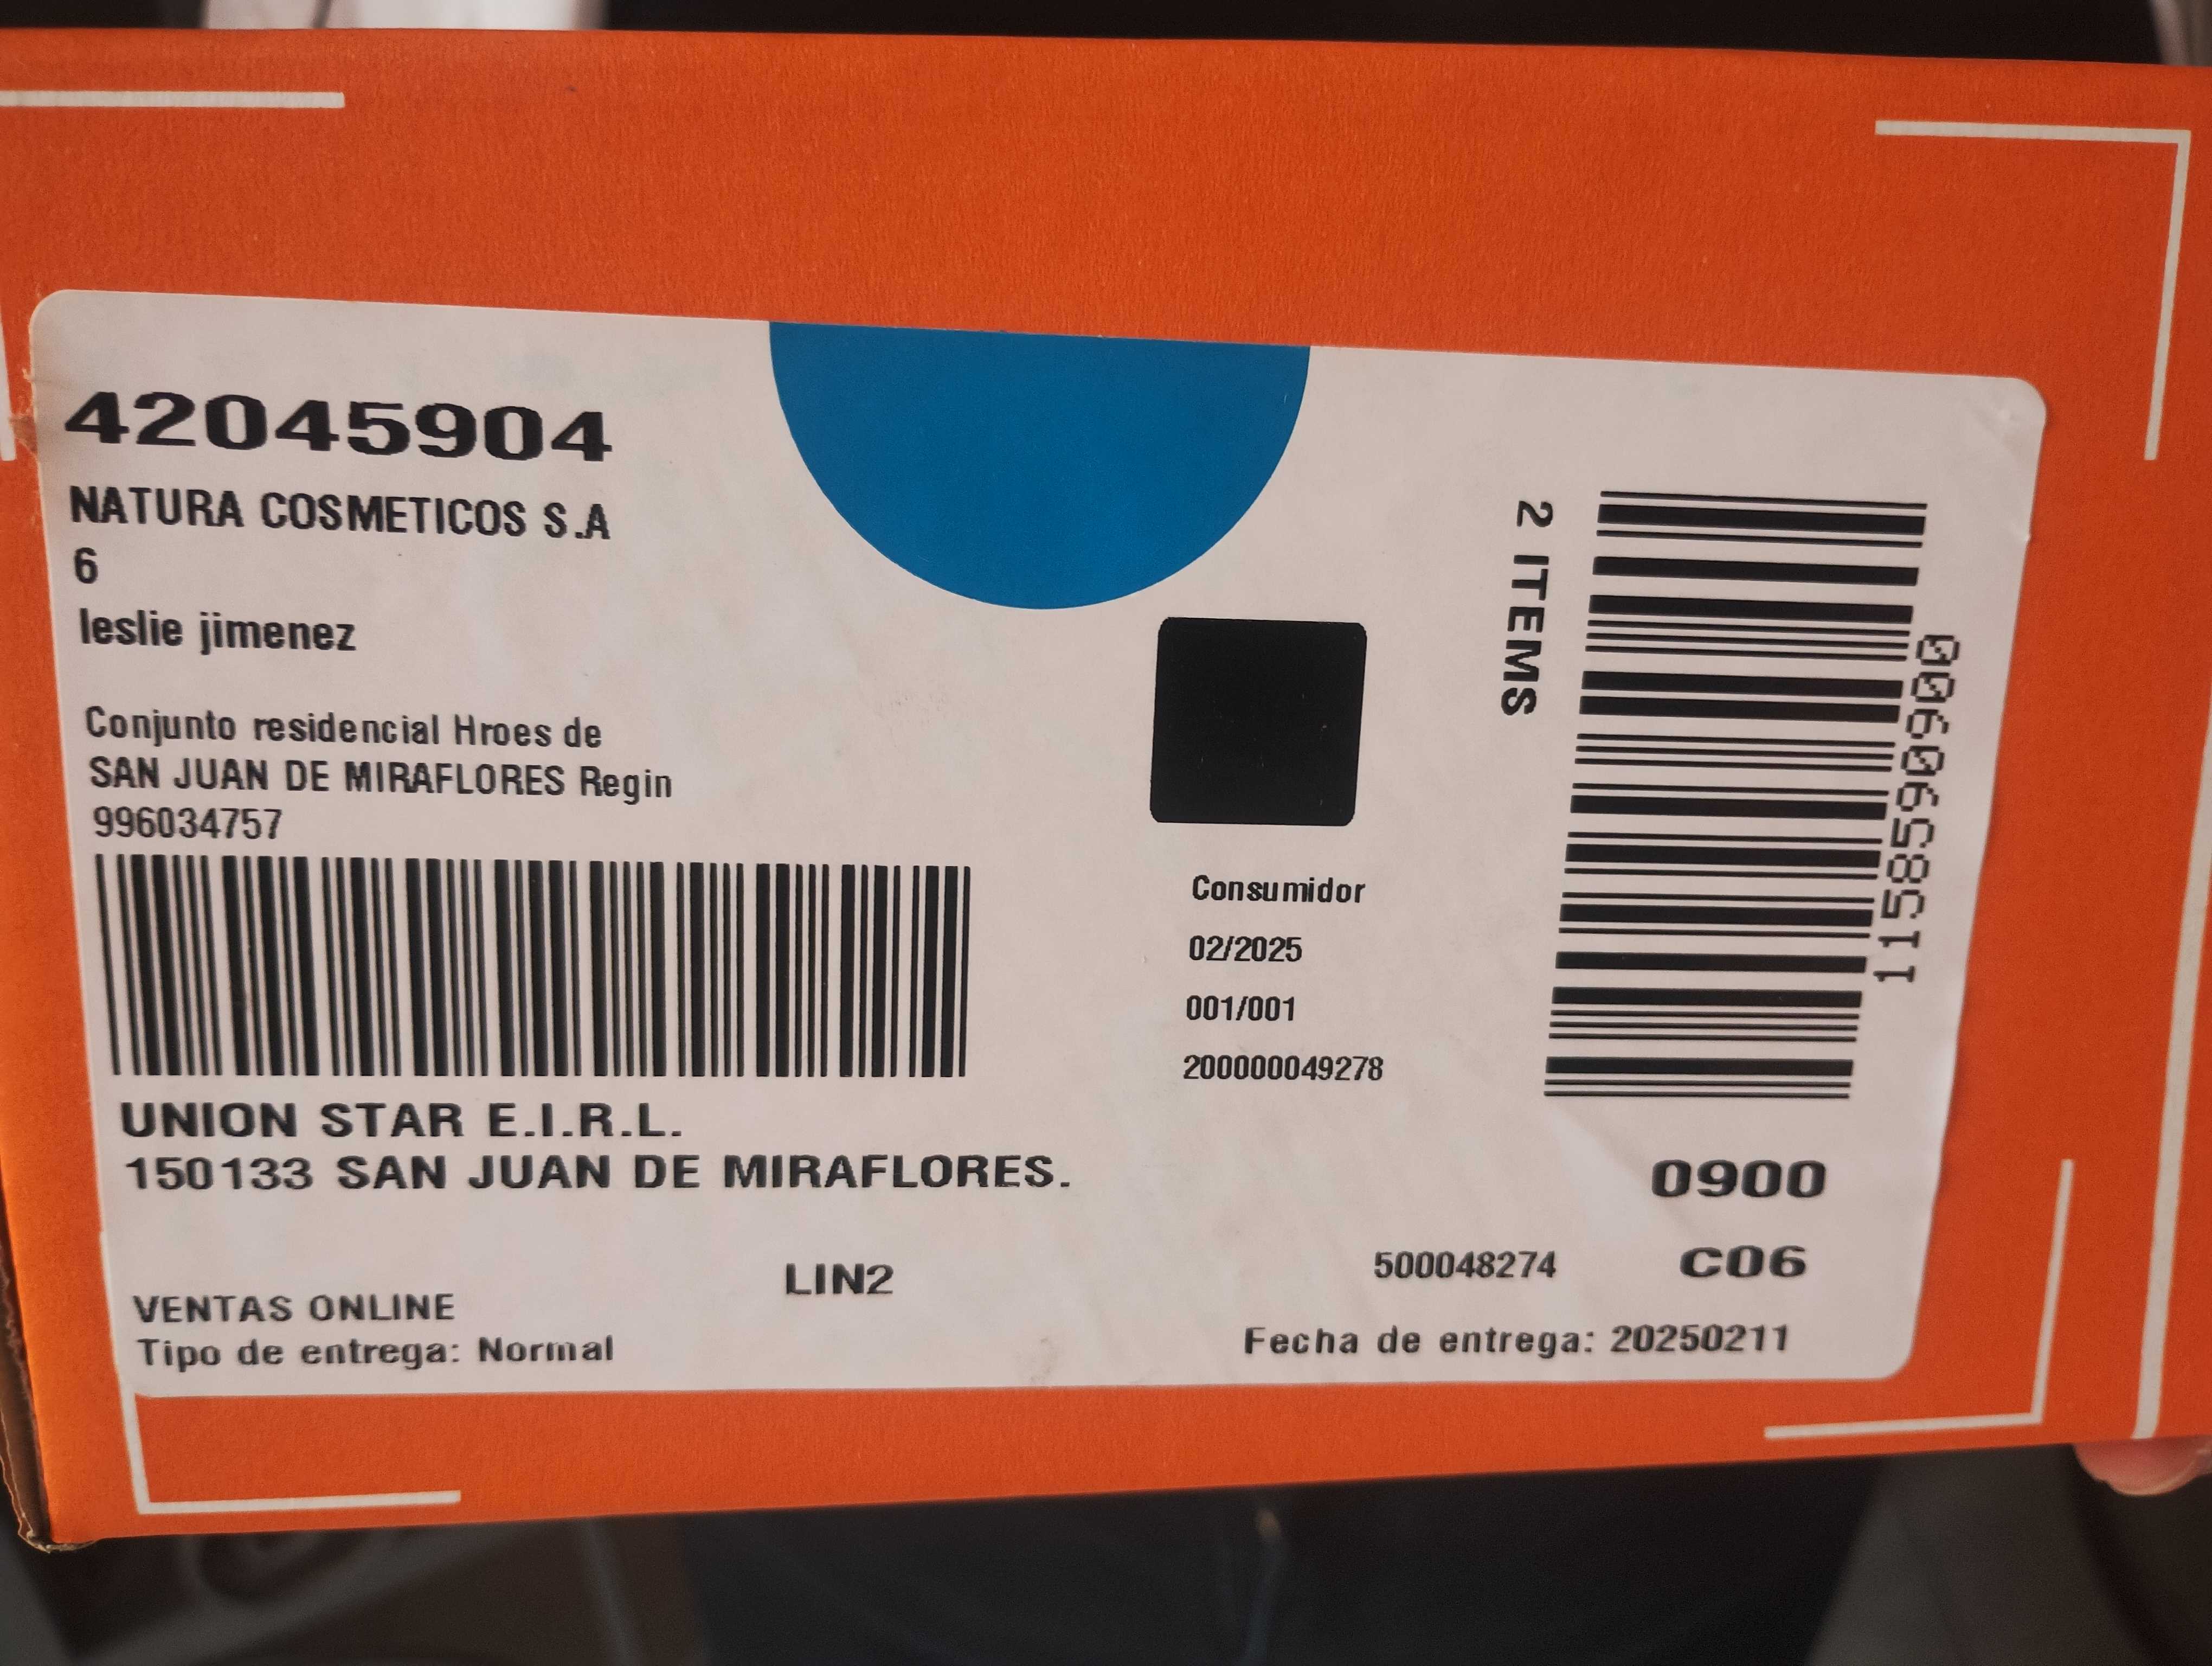 42045904
NATURA COSMETICOS S.A
6
leslie jimenez
Conjunto residencial Hroes de
SAN JUAN DE MIRAFLORES Regin
996034757
UNION STAR E.I.R.L.
150133 SAN JUAN DE MIRAFLORES.
VENTAS ONLINE
Tipo de entrega: Normal
LIN2
Consumidor
02/2025
001/001
200000049278
2 ITEMS
0060965811
0900
500048274 C06
Fecha de entrega: 20250211